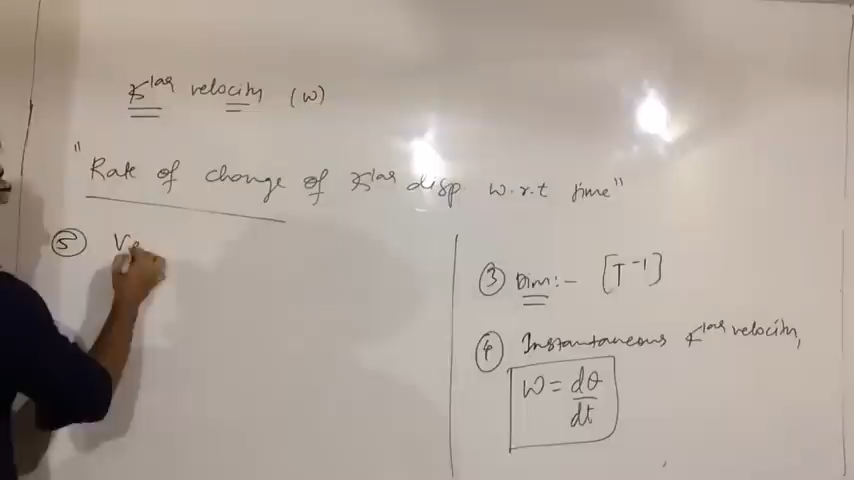 ∠lar velocity (ω)
"Rate of change of ∠lar disp. w.r.t time"
⑤ Ve
③ Dim:- [T⁻¹]
④ Instantaneous ∠lar velocity,
ω = dθ/dt